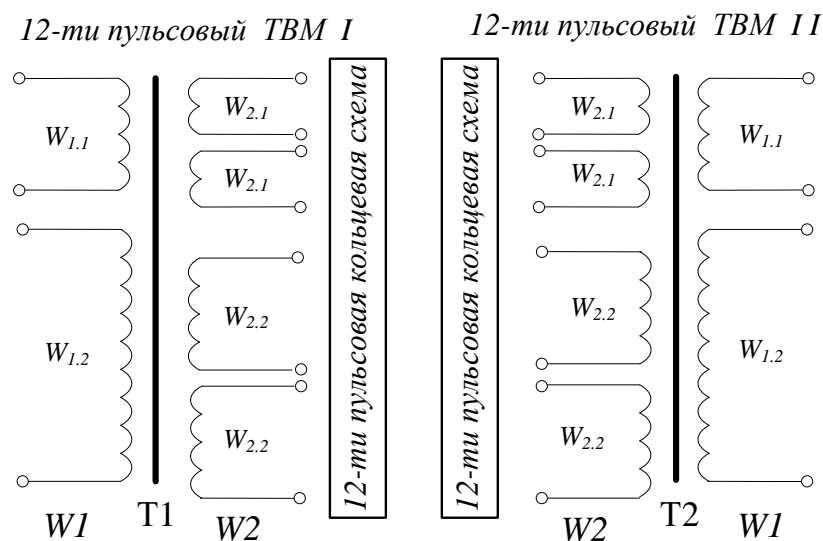 12-ти пульсовый ТВМ I
12-ти пульсовый ТВМ I I
W1.1
W2.1
W2.1
W1.2
W2.2
W2.2
12-ти пульсовая кольцевая схема
12-ти пульсовая кольцевая схема
W2.1
W1.1
W2.1
W2.2
W1.2
W2.2
W1
T1
W2
W2
T2
W1